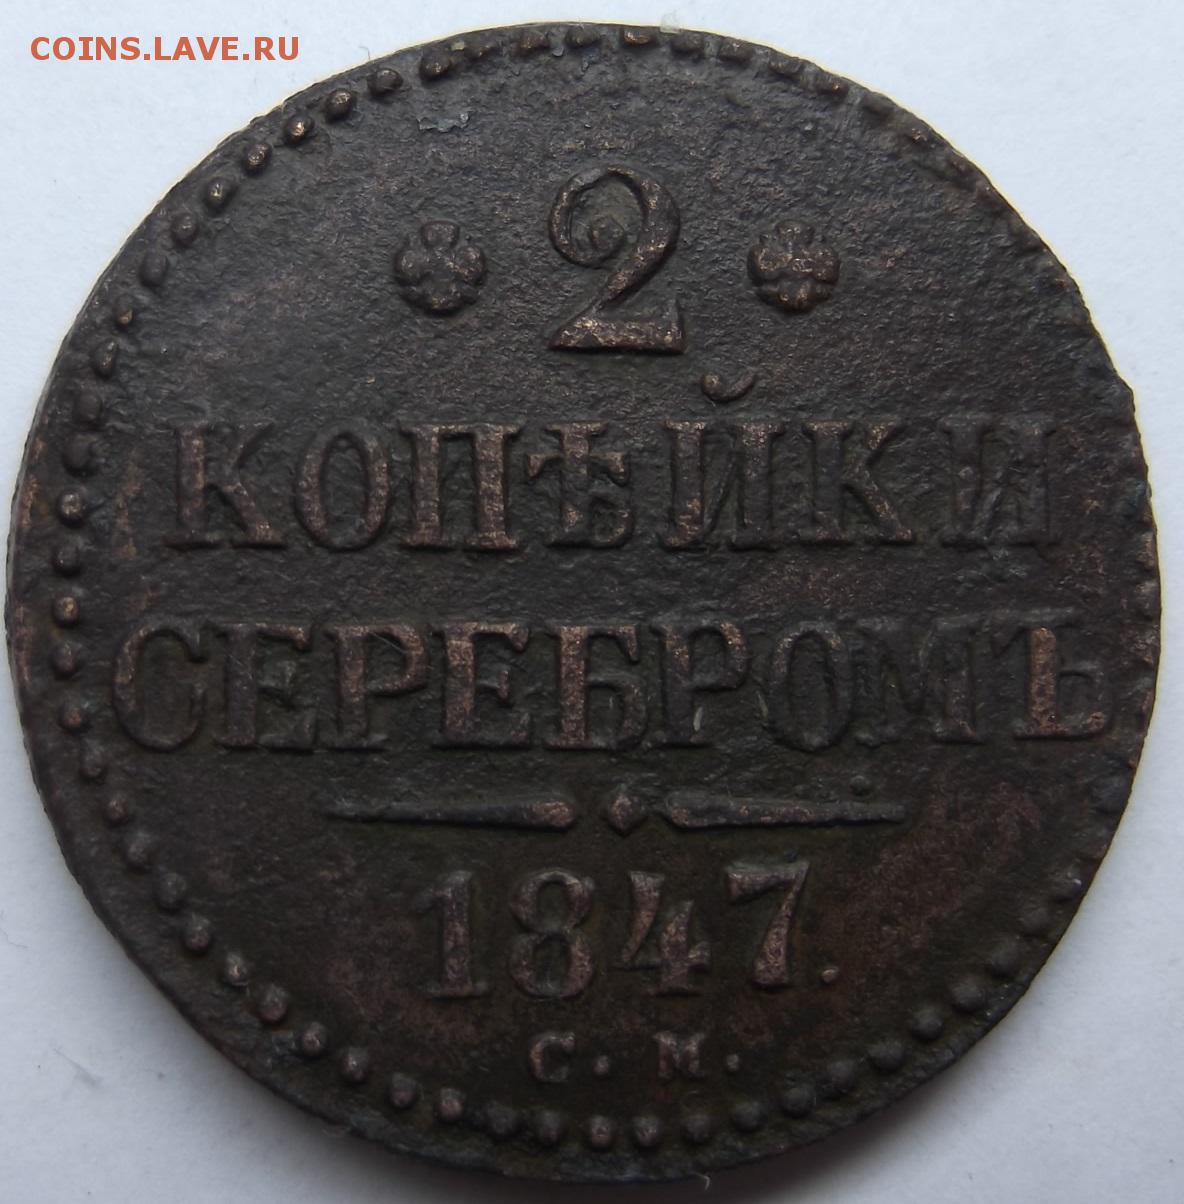 COINS.LAVE.RU
2
КОПѢЙКИ
СЕРЕБРОМЪ
1847.
С. М.